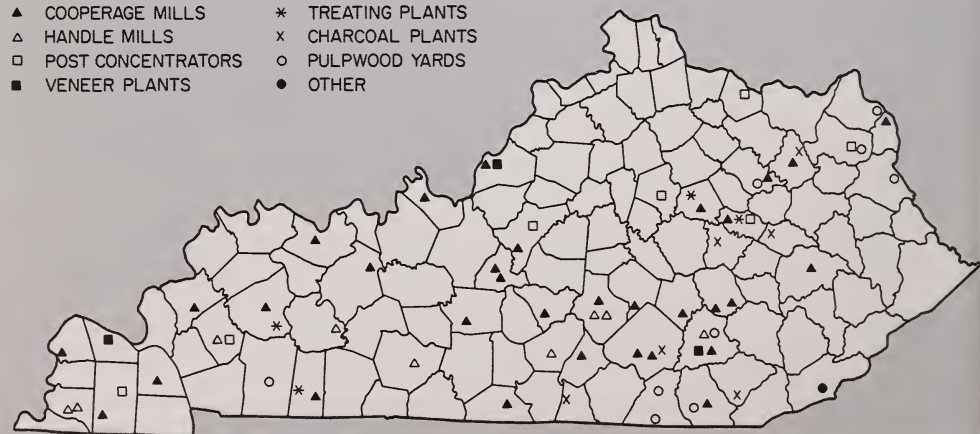 COOPERAGE MILLS
HANDLE MILLS
POST CONCENTRATORS
VENEER PLANTS
TREATING PLANTS
CHARCOAL PLANTS
PULPWOOD YARDS
OTHER